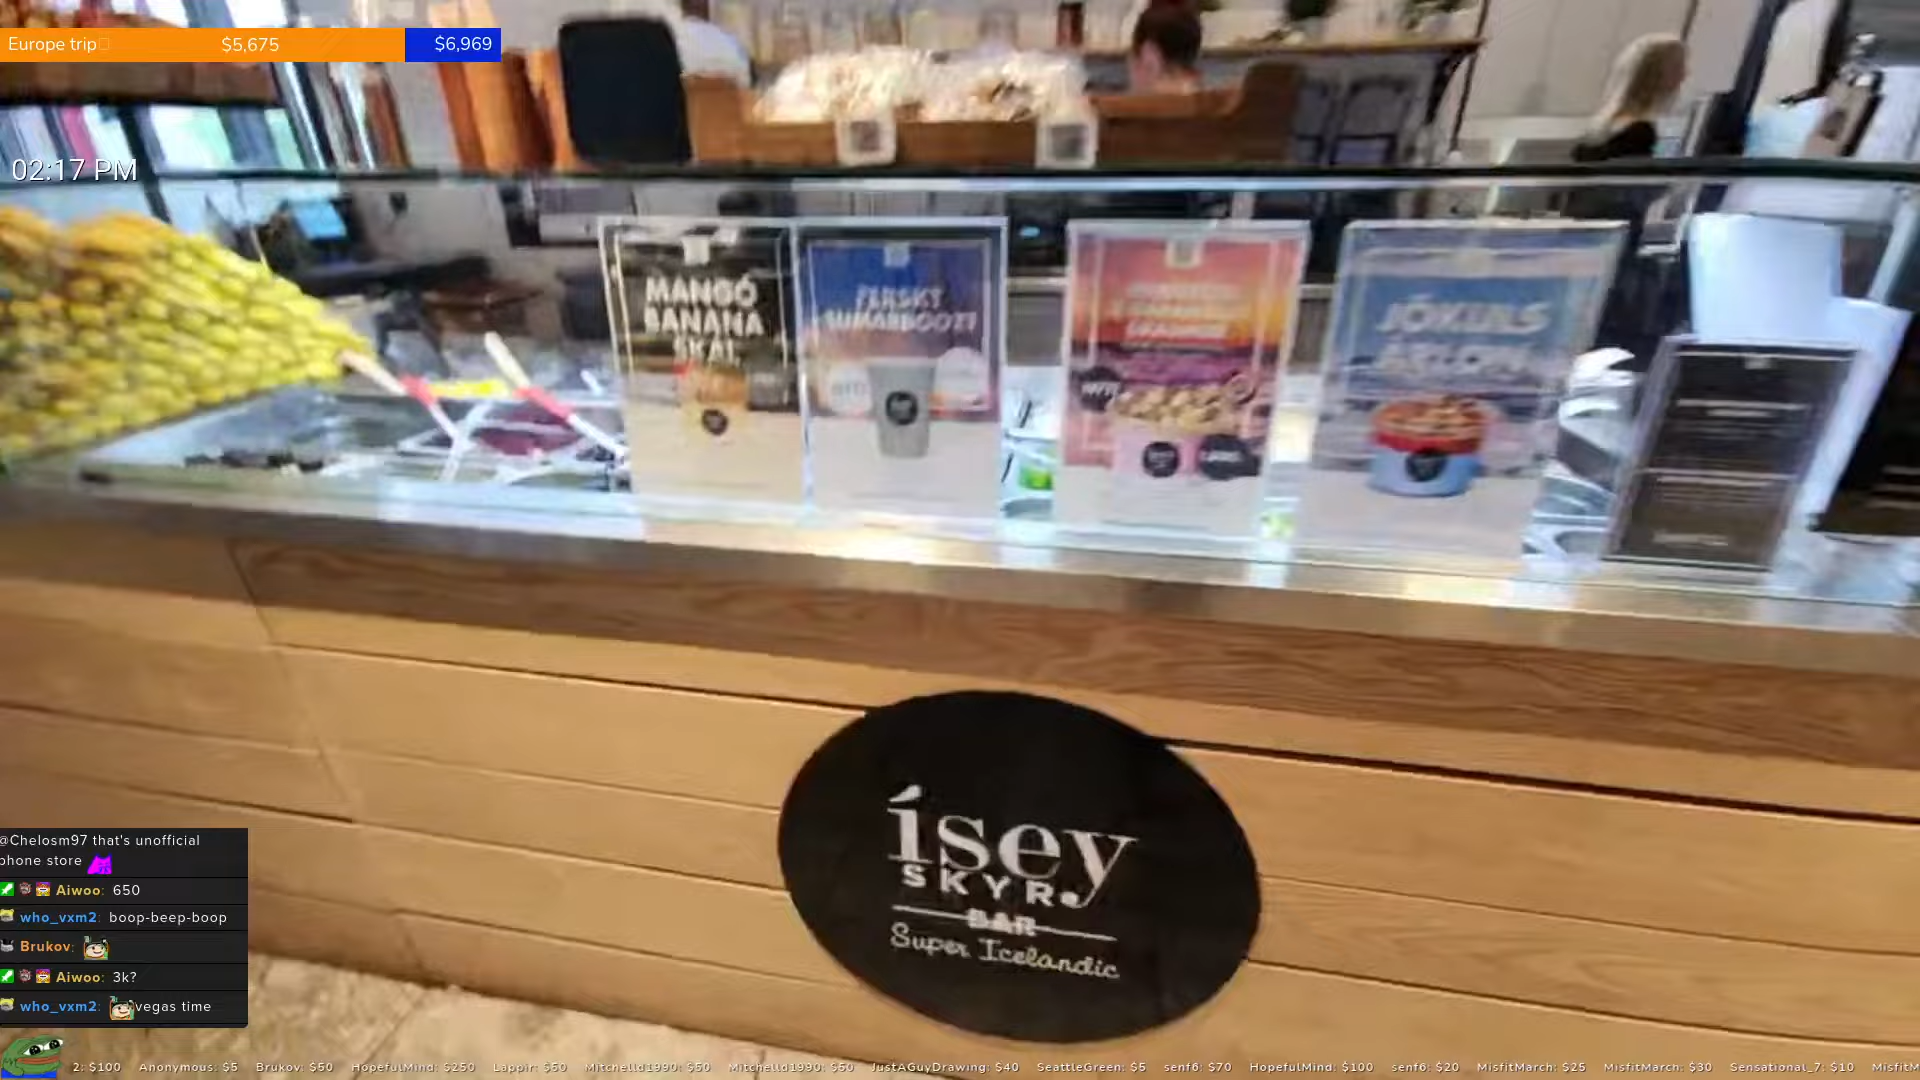 Europe trip $5,675 $6,969
02:17 PM
MANGÓ
BANANA
SKÁL
FERSKT
SUMARBOOZT
JÖKULS
ÁRLÓN
ísey
SKYR
BAR
Super Icelandic
@Chelosm97 that's unofficial
phone store
Aiwoo: 650
who_vxm2: boop-beep-boop
Brukov:
Aiwoo: 3k?
who_vxm2: vegas time
2: $100 Anonymous: $5 Brukov: $50 HopefulMind: $250 Lappir: $50 Mitchelld1990: $50 Mitchelld1990: $50 JustAGuyDrawing: $40 SeattleGreen: $5 senf6: $70 HopefulMind: $100 senf6: $20 MisfitMarch: $25 MisfitMarch: $30 Sensational_7: $10 MisfitM